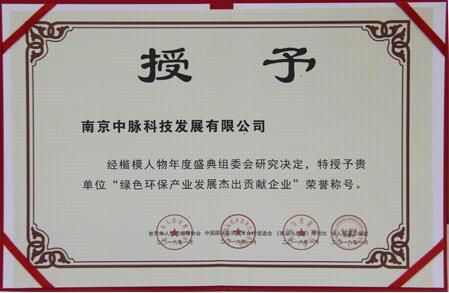 授 予
南京中脉科技发展有限公司
经楷模人物年度盛典组委会研究决定，特授予贵
单位“绿色环保产业发展杰出贡献企业”荣誉称号。